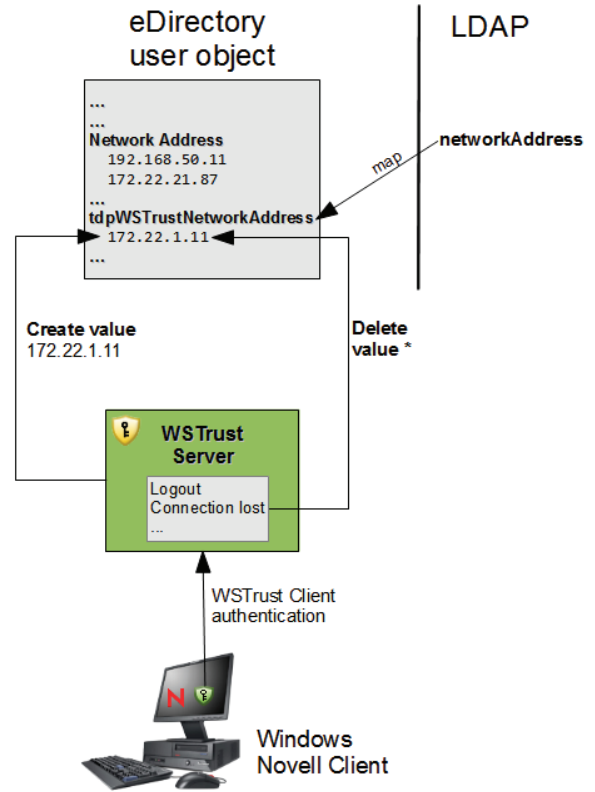 eDirectory
user object
LDAP
...
...
Network Address
192.168.50.11
172.22.21.87
...
tdpWSTrustNetworkAddress
172.22.1.11
...
map
networkAddress
Create value
172.22.1.11
Delete
value *
WSTrust
Server
Logout
Connection lost
...
WSTrust Client
authentication
N
Windows
Novell Client